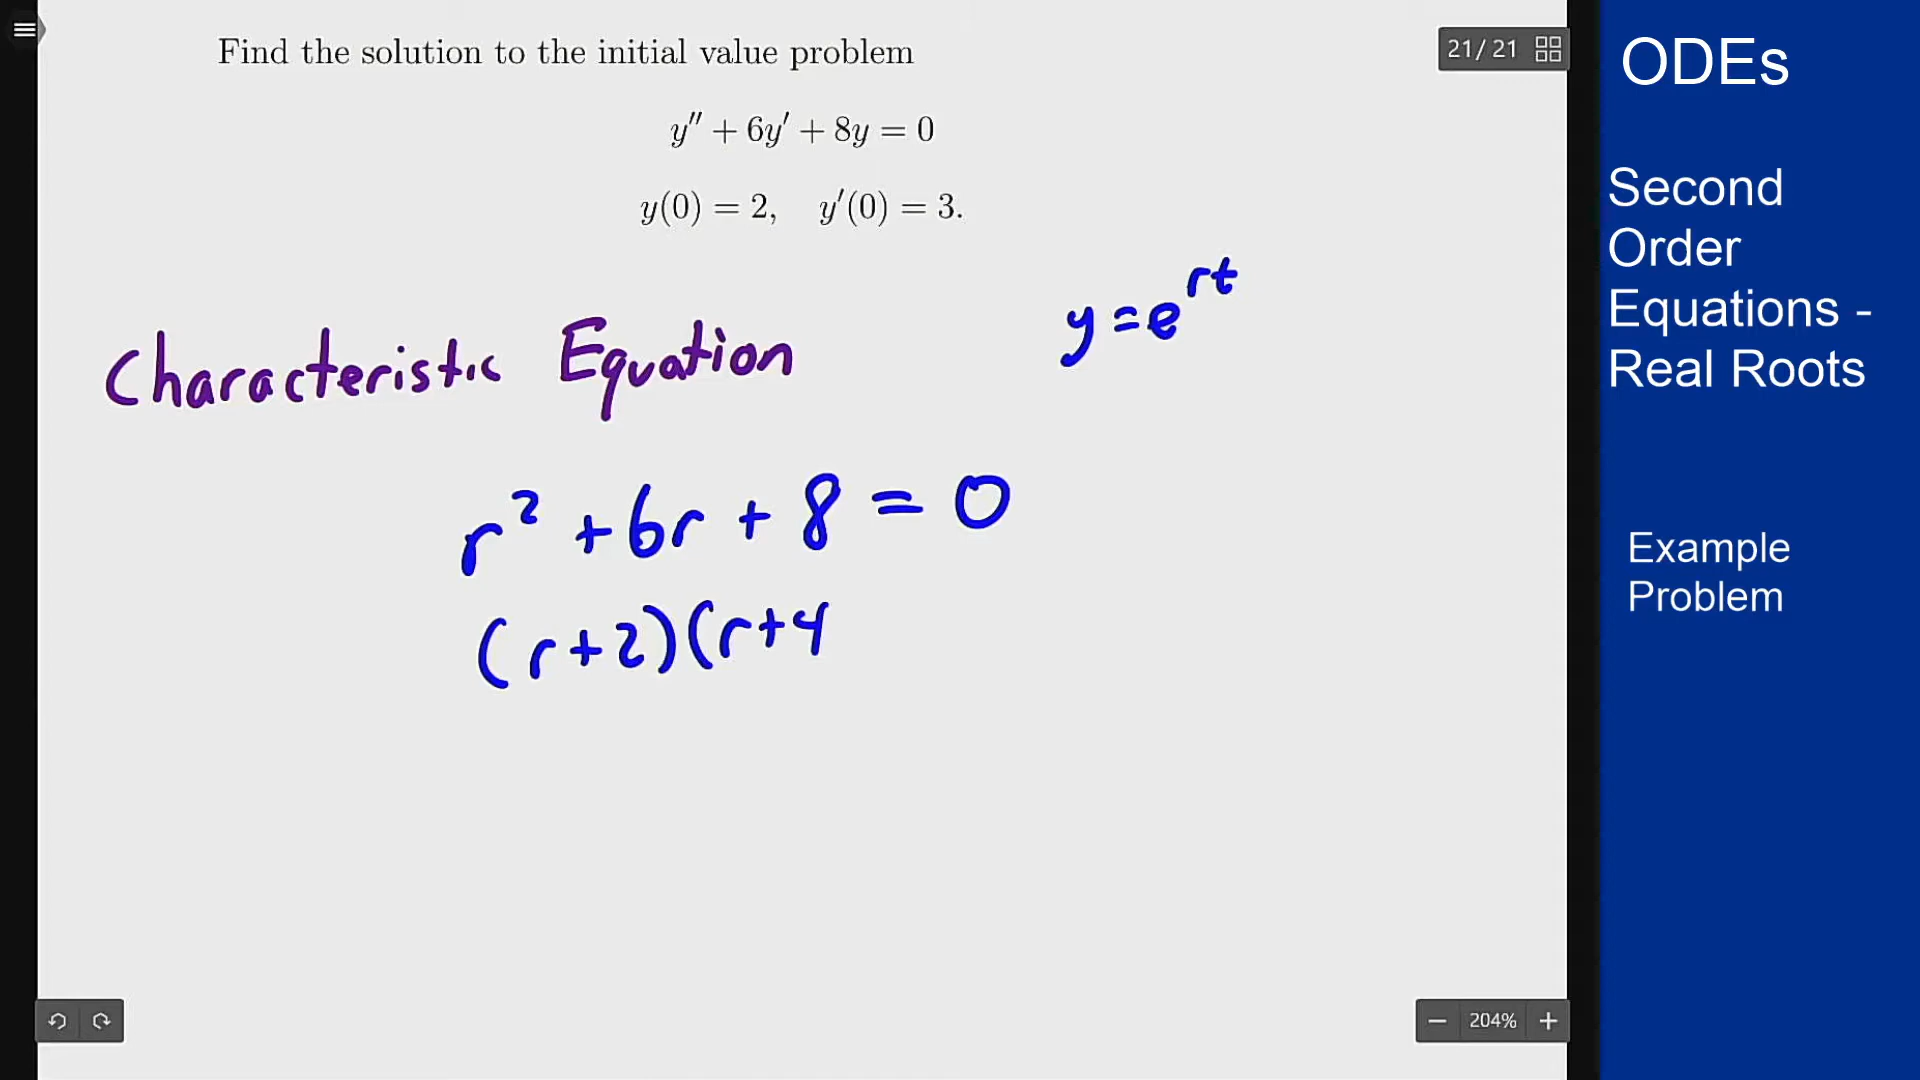 Find the solution to the initial value problem
y'' + 6y' + 8y = 0
y(0) = 2, y'(0) = 3.
y = e^{rt}
Characteristic Equation
r² + 6r + 8 = 0
(r+2)(r+4
21/21
204%
ODEs
Second
Order
Equations -
Real Roots
Example
Problem